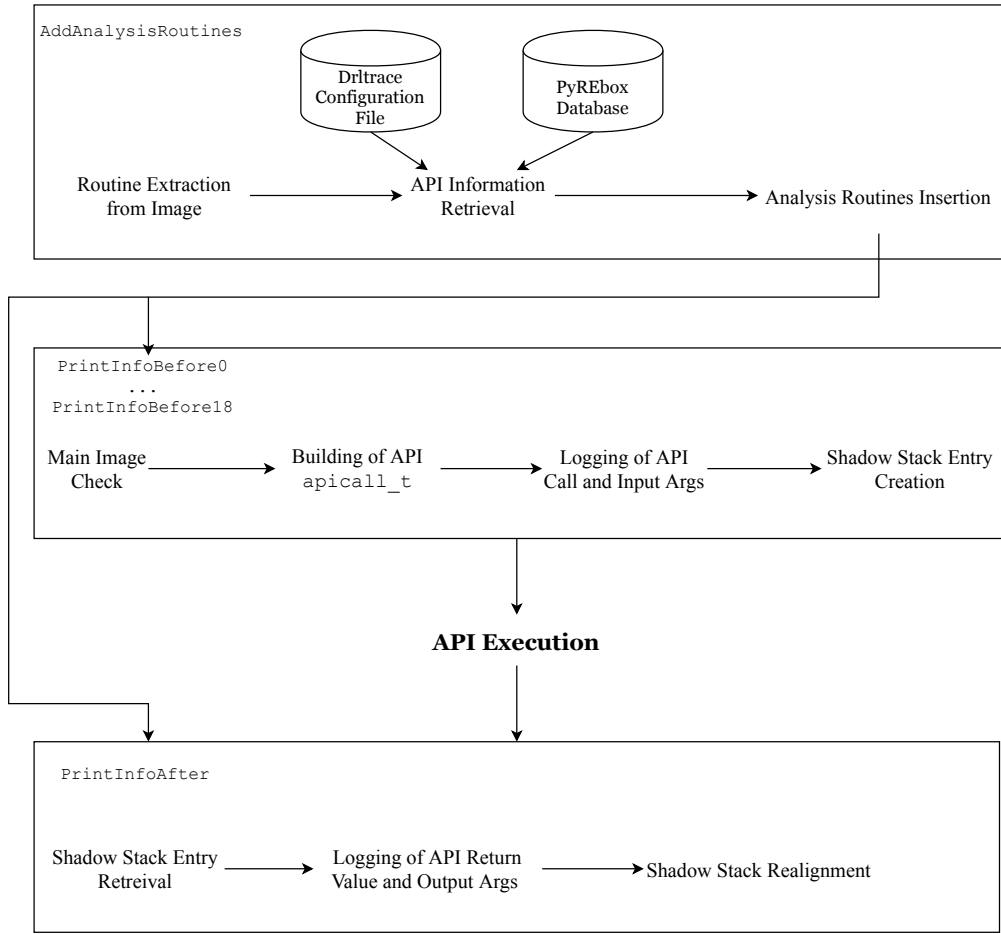 AddAnalysisRoutines
Drltrace
Configuration
File
PyREbox
Database
Routine Extraction
from Image
API Information
Retrieval
Analysis Routines Insertion
PrintInfoBefore0
...
PrintInfoBefore18
Main Image
Check
Building of API
apicall_t
Logging of API
Call and Input Args
Shadow Stack Entry
Creation
API Execution
PrintInfoAfter
Shadow Stack Entry
Retreival
Logging of API Return
Value and Output Args
Shadow Stack Realignment